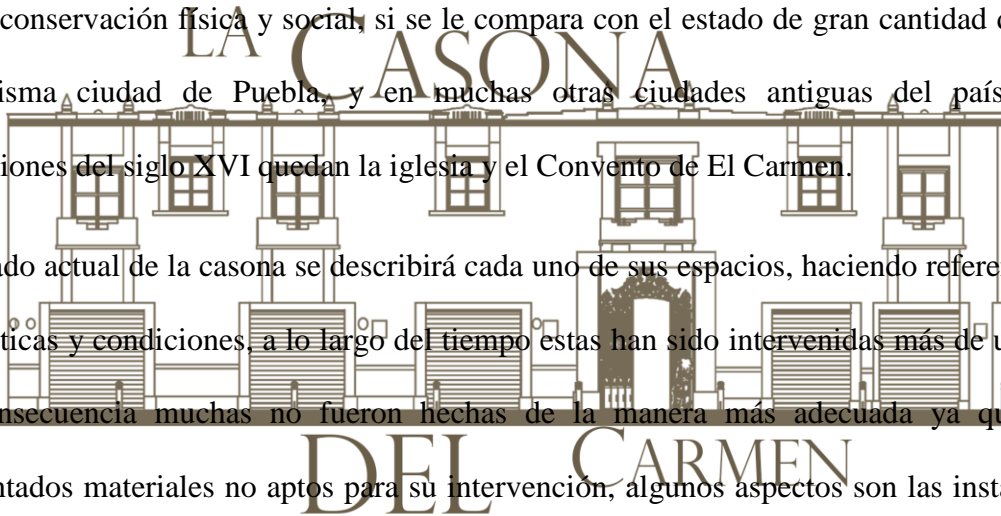 conservación física y social, si se le compara con el estado de gran cantidad
LA CASONA
isma ciudad de Puebla, y en muchas otras ciudades antiguas del país
iones del siglo XVI quedan la iglesia y el Convento de El Carmen.
ado actual de la casona se describirá cada uno de sus espacios, haciendo refere
ticas y condiciones, a lo largo del tiempo estas han sido intervenidas más de u
nsecuencia muchas no fueron hechas de la manera más adecuada ya qu
DEL CARMEN
ntados materiales no aptos para su intervención, algunos aspectos son las insta